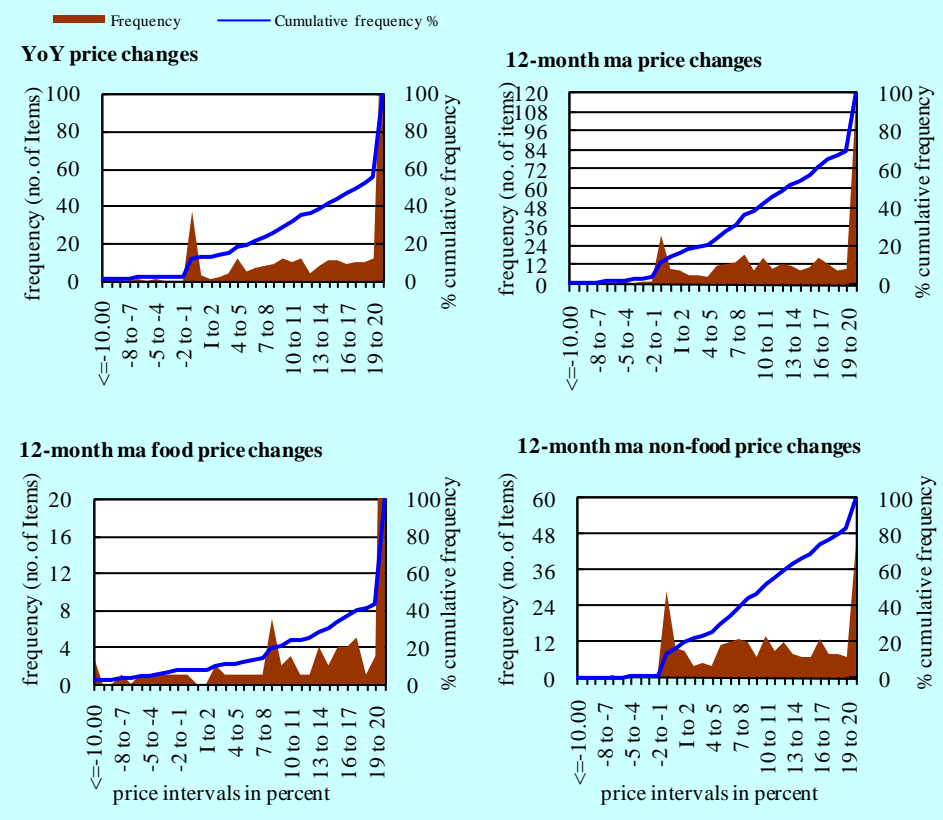 Frequency
Cumulative frequency %
YoY price changes
frequency (no. of Items)
100
80
60
40
20
0
100
80
60
40
20
0
% cumulative frequency
<=-10.00
-8 to -7
-5 to -4
-2 to -1
I to 2
4 to 5
7 to 8
10 to 11
13 to 14
16 to 17
19 to 20
12-month ma price changes
frequency (no. of items)
120
108
96
84
72
60
48
36
24
12
0
100
80
60
40
20
0
% cumulative frequency
<=-10.00
-8 to -7
-5 to -4
-2 to -1
I to 2
4 to 5
7 to 8
10 to 11
13 to 14
16 to 17
19 to 20
12-month ma food price changes
frequency (no. of Items)
20
16
12
8
4
0
100
80
60
40
20
0
% cumulative frequency
<=-10.00
-8 to -7
-5 to -4
-2 to -1
I to 2
4 to 5
7 to 8
10 to 11
13 to 14
16 to 17
19 to 20
price intervals in percent
12-month ma non-food price changes
frequency (no. of Items)
60
48
36
24
12
0
100
80
60
40
20
0
% cumulative frequency
<=-10.00
-8 to -7
-5 to -4
-2 to -1
I to 2
4 to 5
7 to 8
10 to 11
13 to 14
16 to 17
19 to 20
price intervals in percent